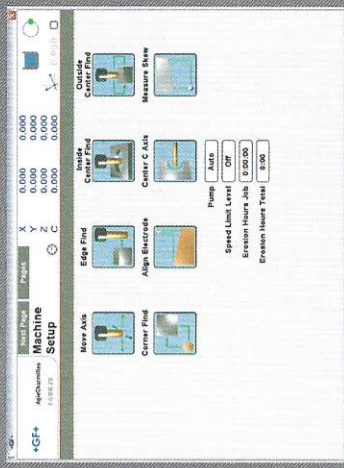 +GF+
Next Page Pages
+GF+ AgieCharmilles
Machine
Setup
X 0.000 0.000
Y 0.000 0.000
Z 0.000 0.000
C 0.000 0.000
Move Axis
Edge Find
Inside
Center Find
Outside
Center Find
Corner Find
Align Electrode
Center C Axis
Measure Skew
Pump Auto
Speed Limit Level Off
Erosion Hours Job 0:00:00
Erosion Hours Total 0:00